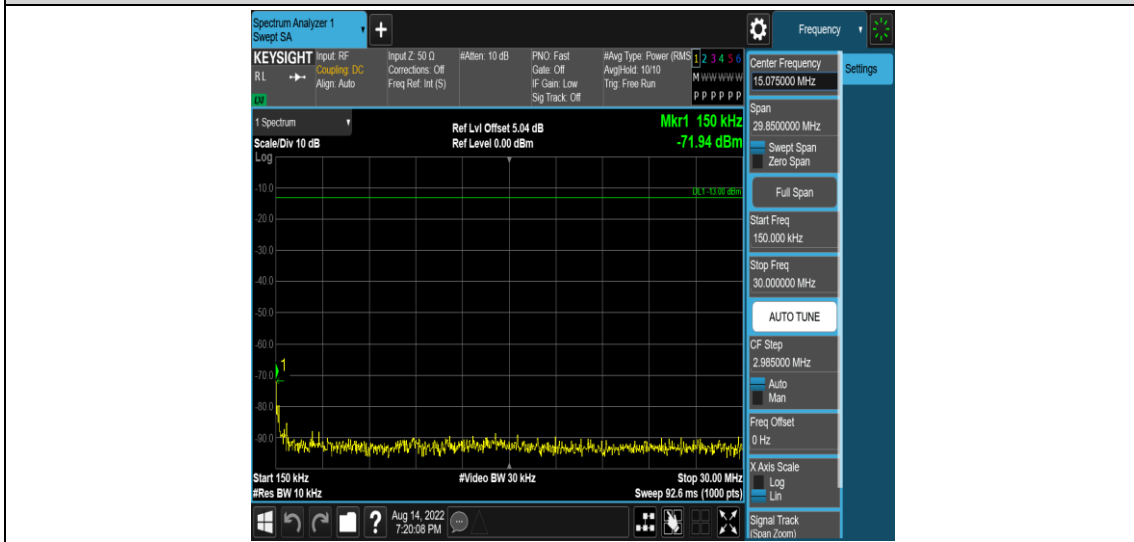 Spectrum Analyzer 1
Swept SA
+
Frequency
KEYSIGHT
RL
LXI
Input: RF
Coupling: DC
Align: Auto
Input Z: 50 Ω
Corrections: Off
Freq Ref: Int (S)
#Atten: 10 dB
PNO: Fast
Gate: Off
IF Gain: Low
Sig Track: Off
#Avg Type: Power (RMS
Avg|Hold: 10/10
Trig: Free Run
1 2 3 4 5 6
M W W W W W
P P P P P P
1 Spectrum
Scale/Div 10 dB
Log
Ref Lvl Offset 5.04 dB
Ref Level 0.00 dBm
Mkr1 150 kHz
-71.94 dBm
DL1 -13.00 dBm
-10.0
-20.0
-30.0
-40.0
-50.0
-60.0
-70.0
-80.0
-90.0
1
Start 150 kHz
#Res BW 10 kHz
#Video BW 30 kHz
Stop 30.00 MHz
Sweep 92.6 ms (1000 pts)
?
Aug 14, 2022
7:20:08 PM
Center Frequency
15.075000 MHz
Settings
Span
29.8500000 MHz
Swept Span
Zero Span
Full Span
Start Freq
150.000 kHz
Stop Freq
30.000000 MHz
AUTO TUNE
CF Step
2.985000 MHz
Auto
Man
Freq Offset
0 Hz
X Axis Scale
Log
Lin
Signal Track
(Span Zoom)